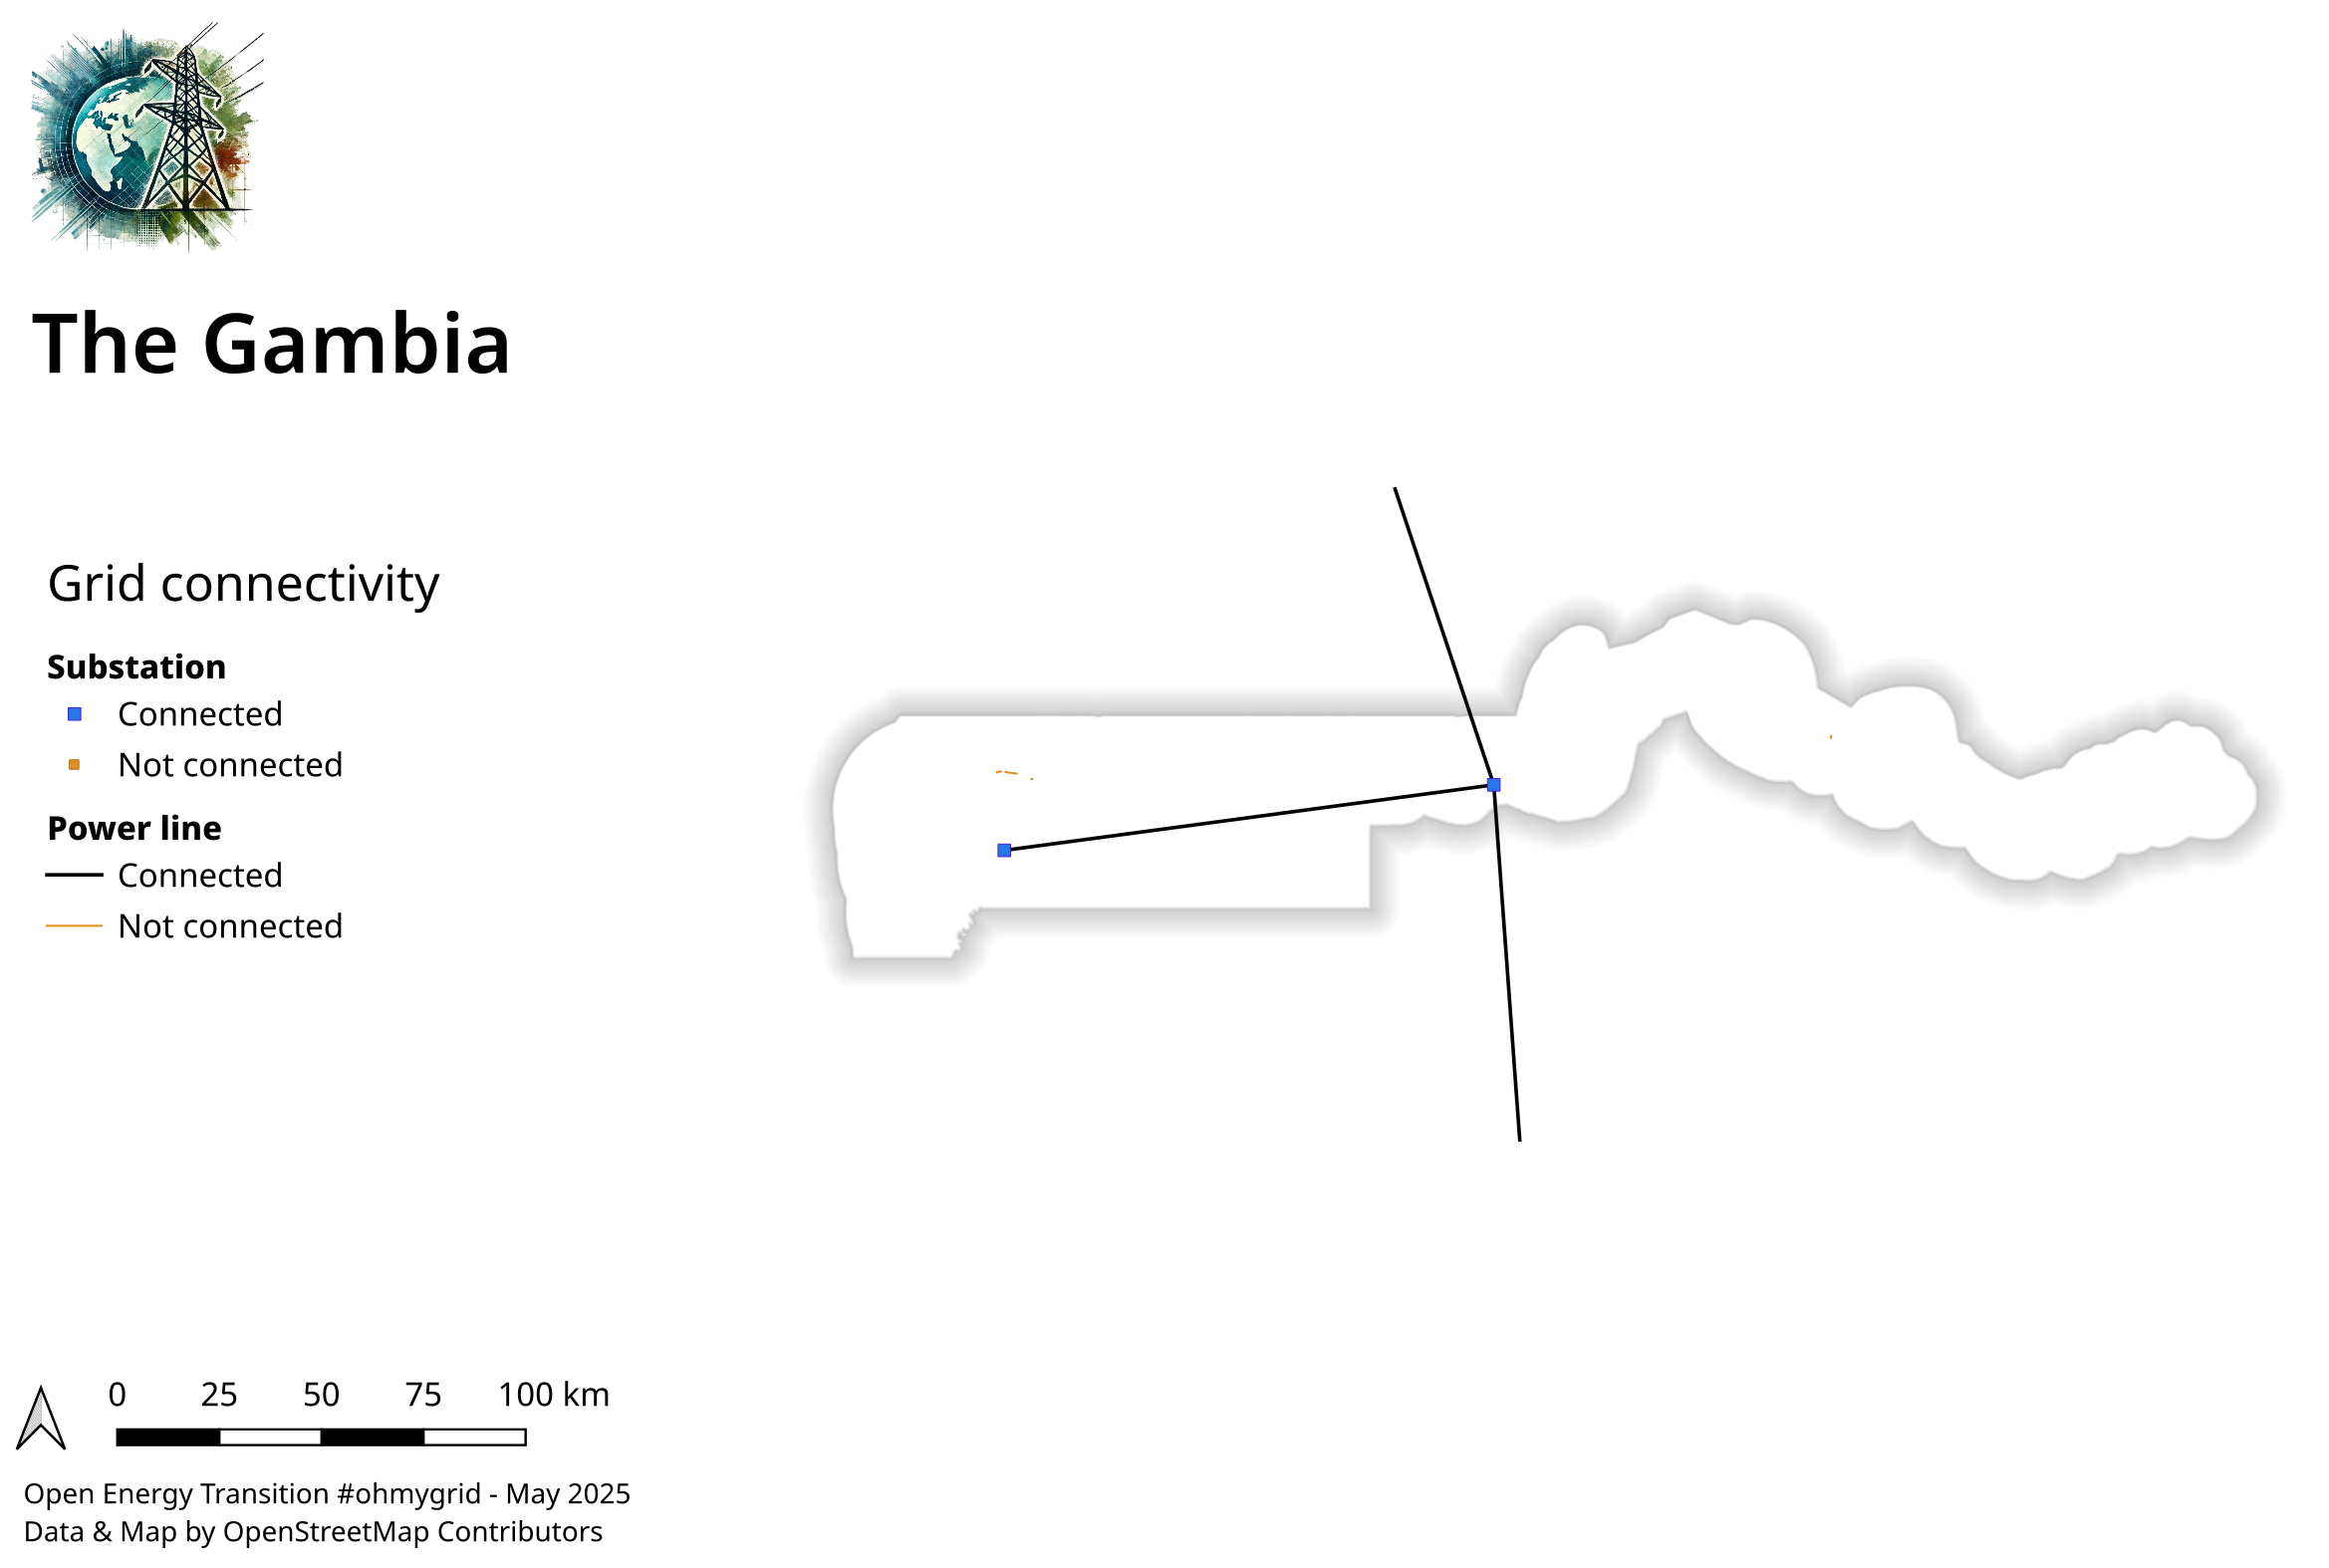 The Gambia
Grid connectivity
Substation
Connected
Not connected
Power line
Connected
Not connected
0 25 50 75 100 km
Open Energy Transition #ohmygrid - May 2025
Data & Map by OpenStreetMap Contributors